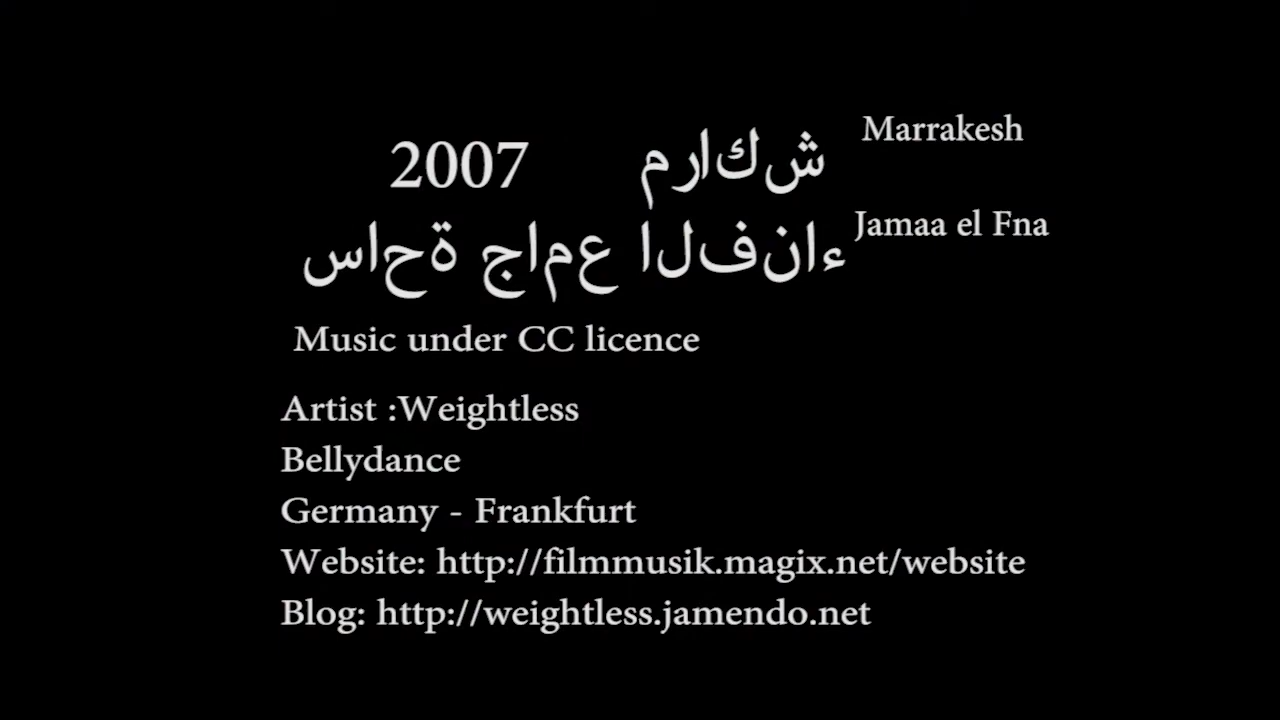 2007 مراكش Marrakesh
ساحة جامع الفناء Jamaa el Fna
Music under CC licence
Artist :Weightless
Bellydance
Germany - Frankfurt
Website: http://filmmusik.magix.net/website
Blog: http://weightless.jamendo.net